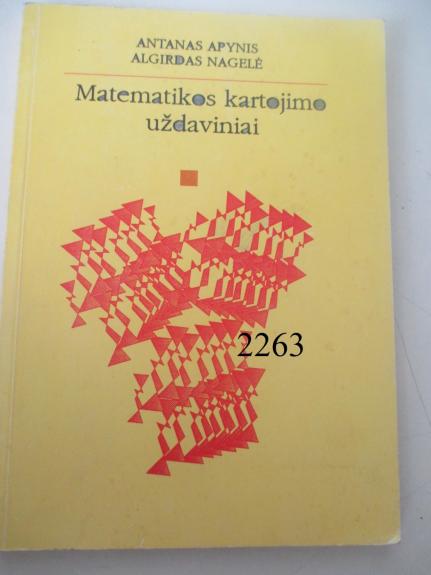 ANTANAS APYNIS
ALGIRDAS NAGELĖ
Matematikos kartojimo
uždaviniai
2263